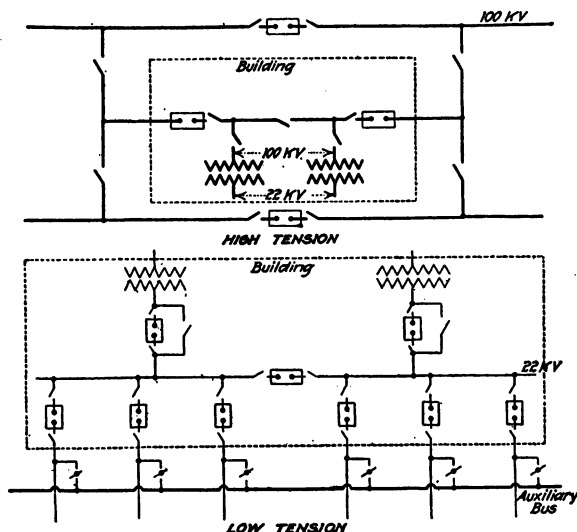 100 KV
Building
100 KV
22 KV
HIGH TENSION
Building
22 KV
Auxiliary
Bus
LOW TENSION